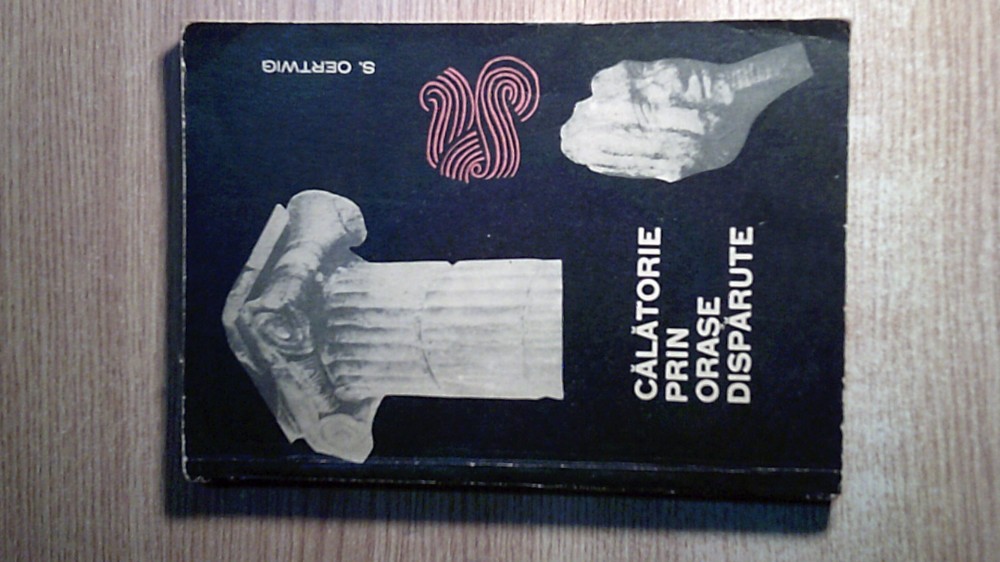 S. OERTWIG
CĂLĂTORIE
PRIN
ORAȘE
DISPĂRUTE